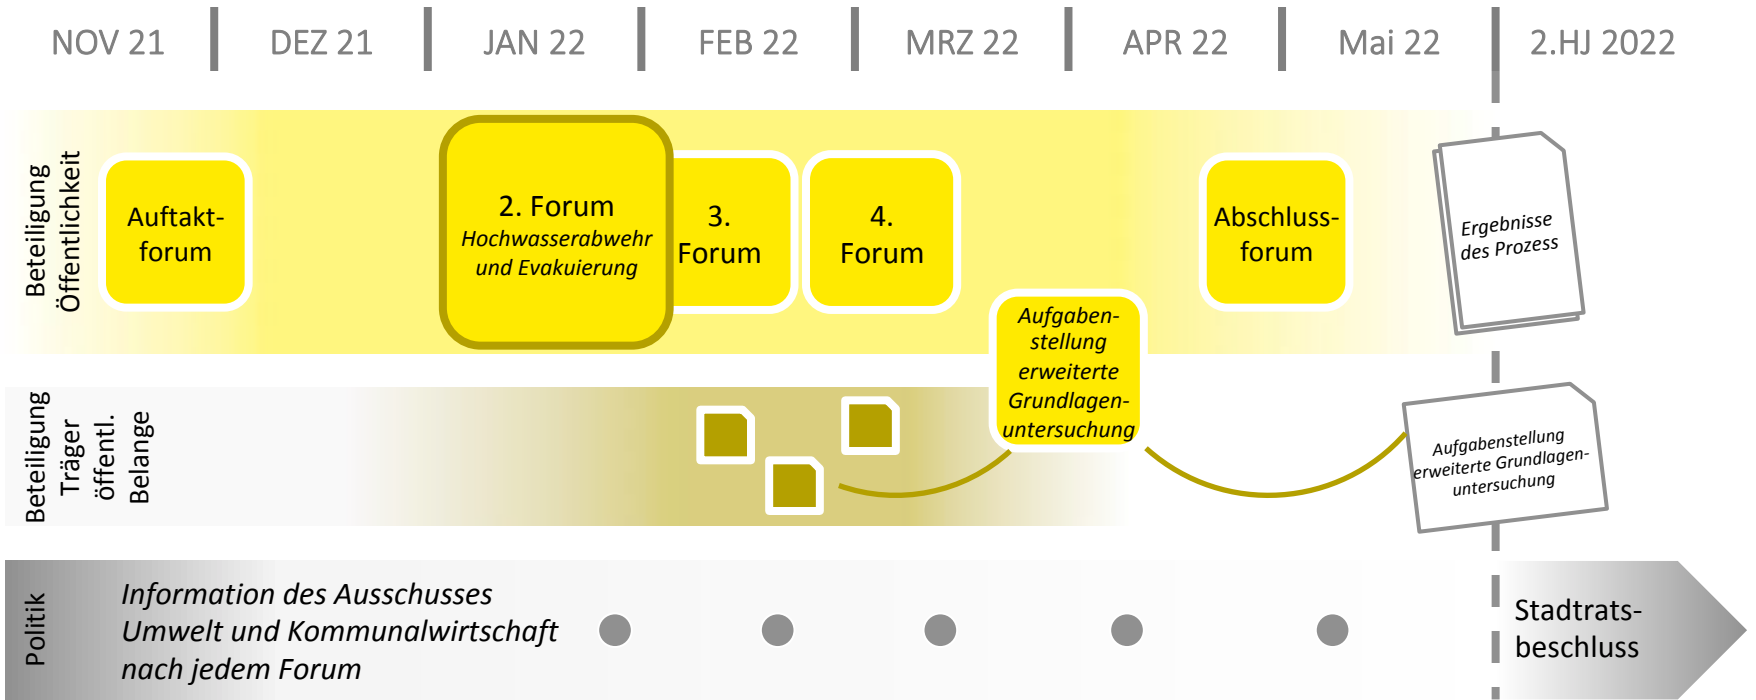 NOV 21
DEZ 21
JAN 22
FEB 22
MRZ 22
APR 22
Mai 22
2.HJ 2022
Beteiligung
Öffentlichkeit
Auftakt-
forum
2. Forum
Hochwasserabwehr
und Evakuierung
3.
Forum
4.
Forum
Abschluss-
forum
Ergebnisse
des Prozess
Aufgaben-
stellung
erweiterte
Grundlagen-
untersuchung
Beteiligung
Träger
öffentl.
Belange
Aufgabenstellung
erweiterte Grundlagen-
untersuchung
Politik
Information des Ausschusses
Umwelt und Kommunalwirtschaft
nach jedem Forum
Stadtrats-
beschluss